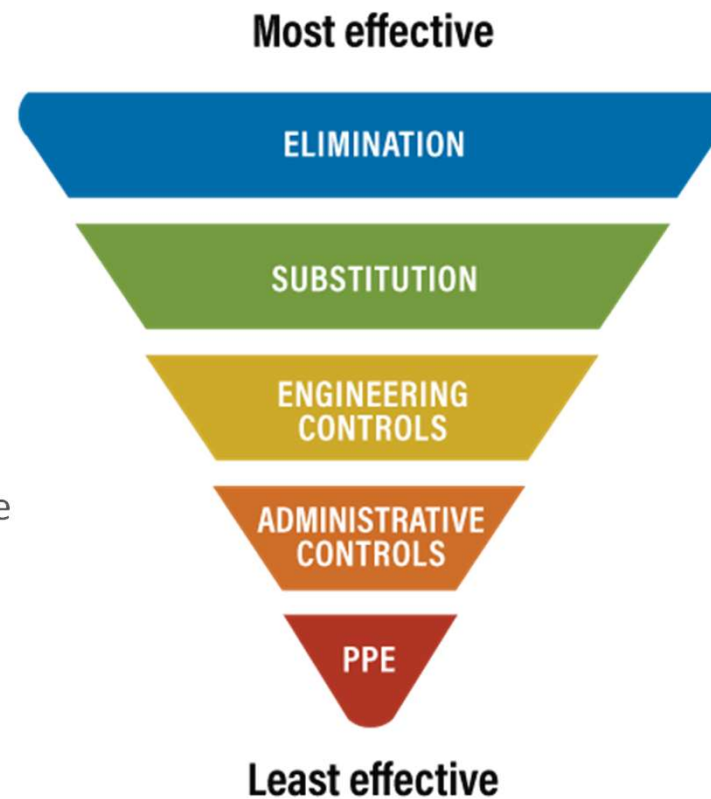 Most effective
ELIMINATION
SUBSTITUTION
ENGINEERING
CONTROLS
e
ADMINISTRATIVE
CONTROLS
PPE
Least effective